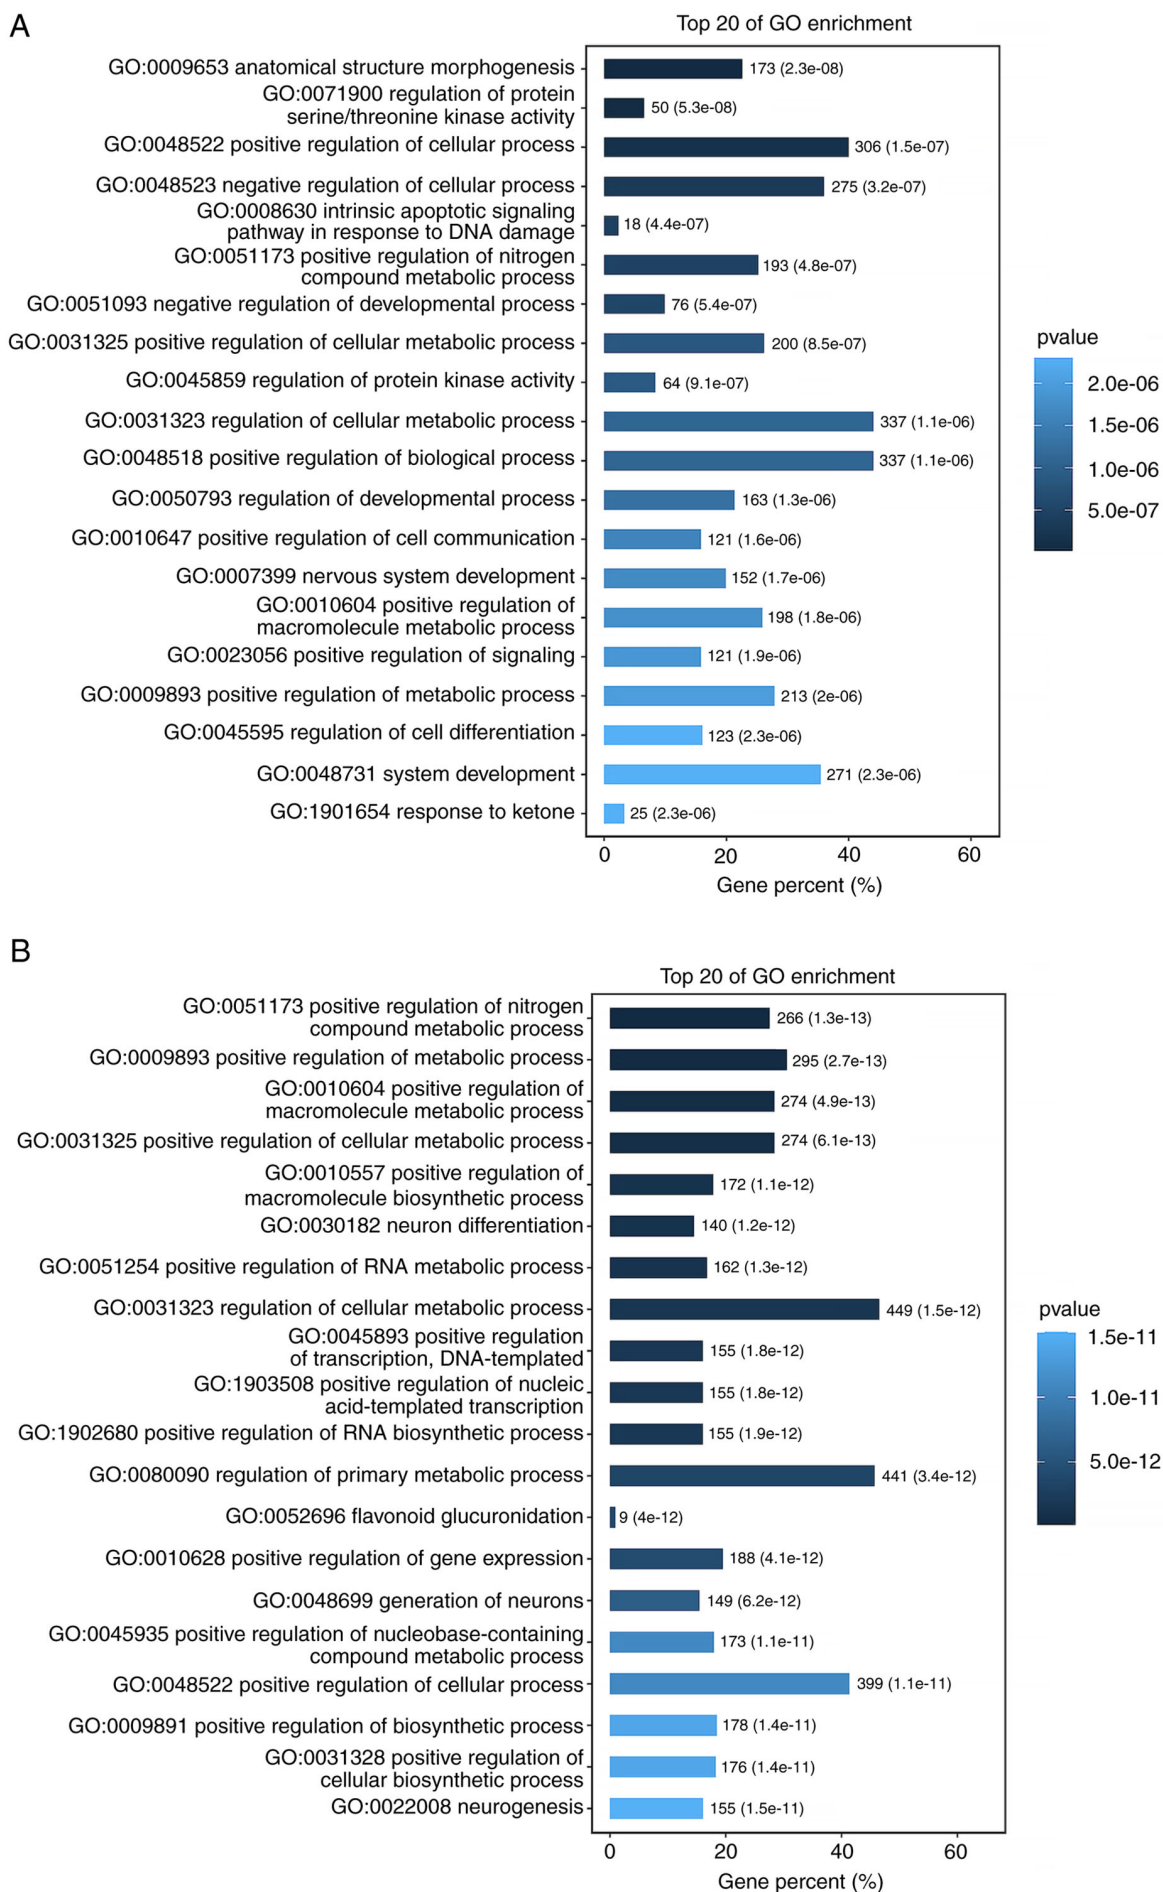 A
Top 20 of GO enrichment
GO:0009653 anatomical structure morphogenesis
173 (2.3e-08)
GO:0071900 regulation of protein
serine/threonine kinase activity
50 (5.3e-08)
GO:0048522 positive regulation of cellular process
306 (1.5e-07)
GO:0048523 negative regulation of cellular process
275 (3.2e-07)
GO:0008630 intrinsic apoptotic signaling
pathway in response to DNA damage
18 (4.4e-07)
GO:0051173 positive regulation of nitrogen
compound metabolic process
193 (4.8e-07)
GO:0051093 negative regulation of developmental process
76 (5.4e-07)
GO:0031325 positive regulation of cellular metabolic process
200 (8.5e-07)
GO:0045859 regulation of protein kinase activity
64 (9.1e-07)
GO:0031323 regulation of cellular metabolic process
337 (1.1e-06)
GO:0048518 positive regulation of biological process
337 (1.1e-06)
GO:0050793 regulation of developmental process
163 (1.3e-06)
GO:0010647 positive regulation of cell communication
121 (1.6e-06)
GO:0007399 nervous system development
152 (1.7e-06)
GO:0010604 positive regulation of
macromolecule metabolic process
198 (1.8e-06)
GO:0023056 positive regulation of signaling
121 (1.9e-06)
GO:0009893 positive regulation of metabolic process
213 (2e-06)
GO:0045595 regulation of cell differentiation
123 (2.3e-06)
GO:0048731 system development
271 (2.3e-06)
GO:1901654 response to ketone
25 (2.3e-06)
0
20
40
60
Gene percent (%)
pvalue
2.0e-06
1.5e-06
1.0e-06
5.0e-07
B
Top 20 of GO enrichment
GO:0051173 positive regulation of nitrogen
compound metabolic process
266 (1.3e-13)
GO:0009893 positive regulation of metabolic process
295 (2.7e-13)
GO:0010604 positive regulation of
macromolecule metabolic process
274 (4.9e-13)
GO:0031325 positive regulation of cellular metabolic process
274 (6.1e-13)
GO:0010557 positive regulation of
macromolecule biosynthetic process
172 (1.1e-12)
GO:0030182 neuron differentiation
140 (1.2e-12)
GO:0051254 positive regulation of RNA metabolic process
162 (1.3e-12)
GO:0031323 regulation of cellular metabolic process
449 (1.5e-12)
GO:0045893 positive regulation
of transcription, DNA-templated
155 (1.8e-12)
GO:1903508 positive regulation of nucleic
acid-templated transcription
155 (1.8e-12)
GO:1902680 positive regulation of RNA biosynthetic process
155 (1.9e-12)
GO:0080090 regulation of primary metabolic process
441 (3.4e-12)
GO:0052696 flavonoid glucuronidation
9 (4e-12)
GO:0010628 positive regulation of gene expression
188 (4.1e-12)
GO:0048699 generation of neurons
149 (6.2e-12)
GO:0045935 positive regulation of nucleobase-containing
compound metabolic process
173 (1.1e-11)
GO:0048522 positive regulation of cellular process
399 (1.1e-11)
GO:0009891 positive regulation of biosynthetic process
178 (1.4e-11)
GO:0031328 positive regulation of
cellular biosynthetic process
176 (1.4e-11)
GO:0022008 neurogenesis
155 (1.5e-11)
0
20
40
60
Gene percent (%)
pvalue
1.5e-11
1.0e-11
5.0e-12